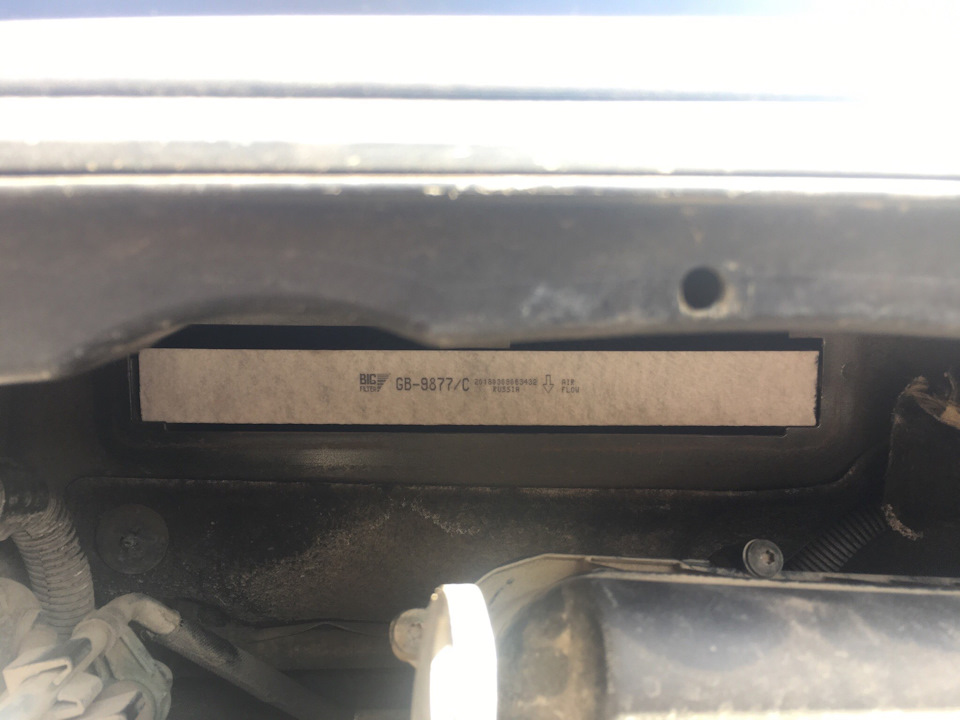 BIG FILTER GB-9877/C
RUSSIA
AIR
FLOW